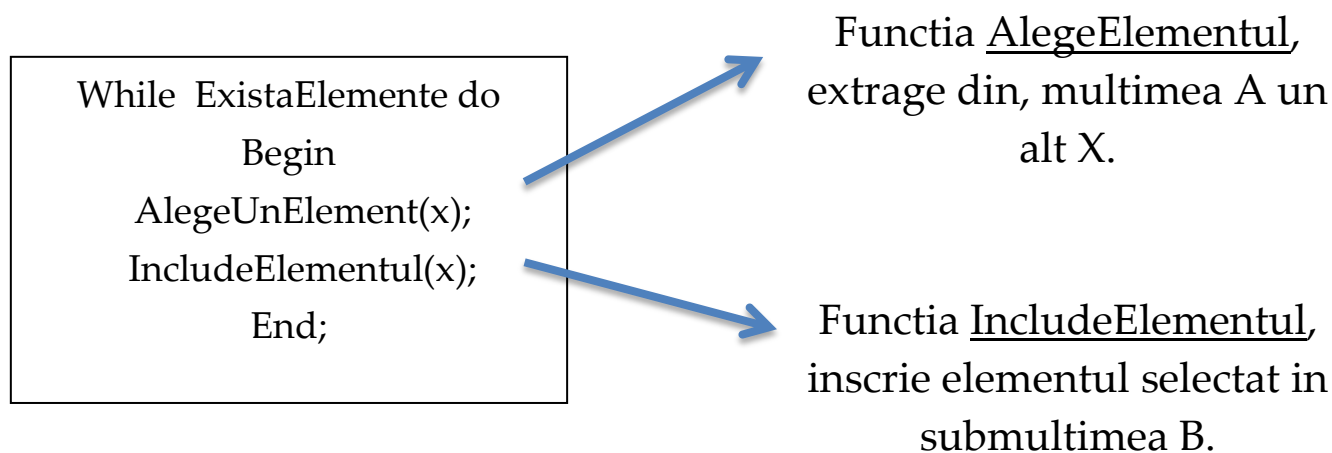 While ExistaElemente do
Begin
AlegeUnElement(x);
IncludeElementul(x);
End;
Functia AlegeElementul,
extrage din, multimea A un
alt X.
Functia IncludeElementul,
inscrie elementul selectat in
submultimea B.